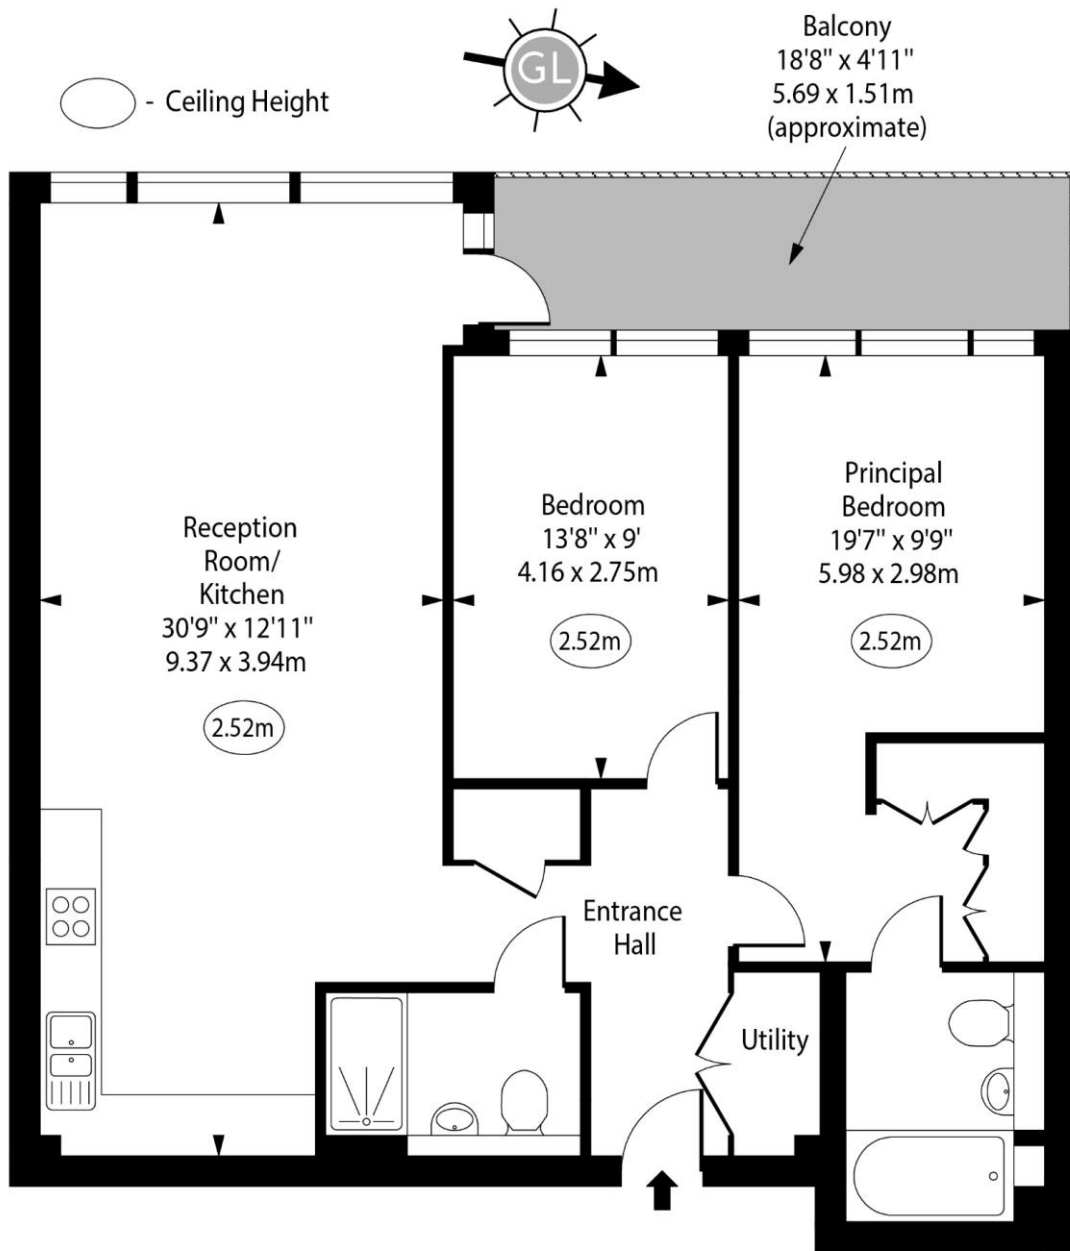 GL
- Ceiling Height
Balcony
18'8" x 4'11"
5.69 x 1.51m
(approximate)
Reception
Room/
Kitchen
30'9" x 12'11"
9.37 x 3.94m
2.52m
Bedroom
13'8" x 9'
4.16 x 2.75m
2.52m
Principal
Bedroom
19'7" x 9'9"
5.98 x 2.98m
2.52m
Entrance
Hall
Utility